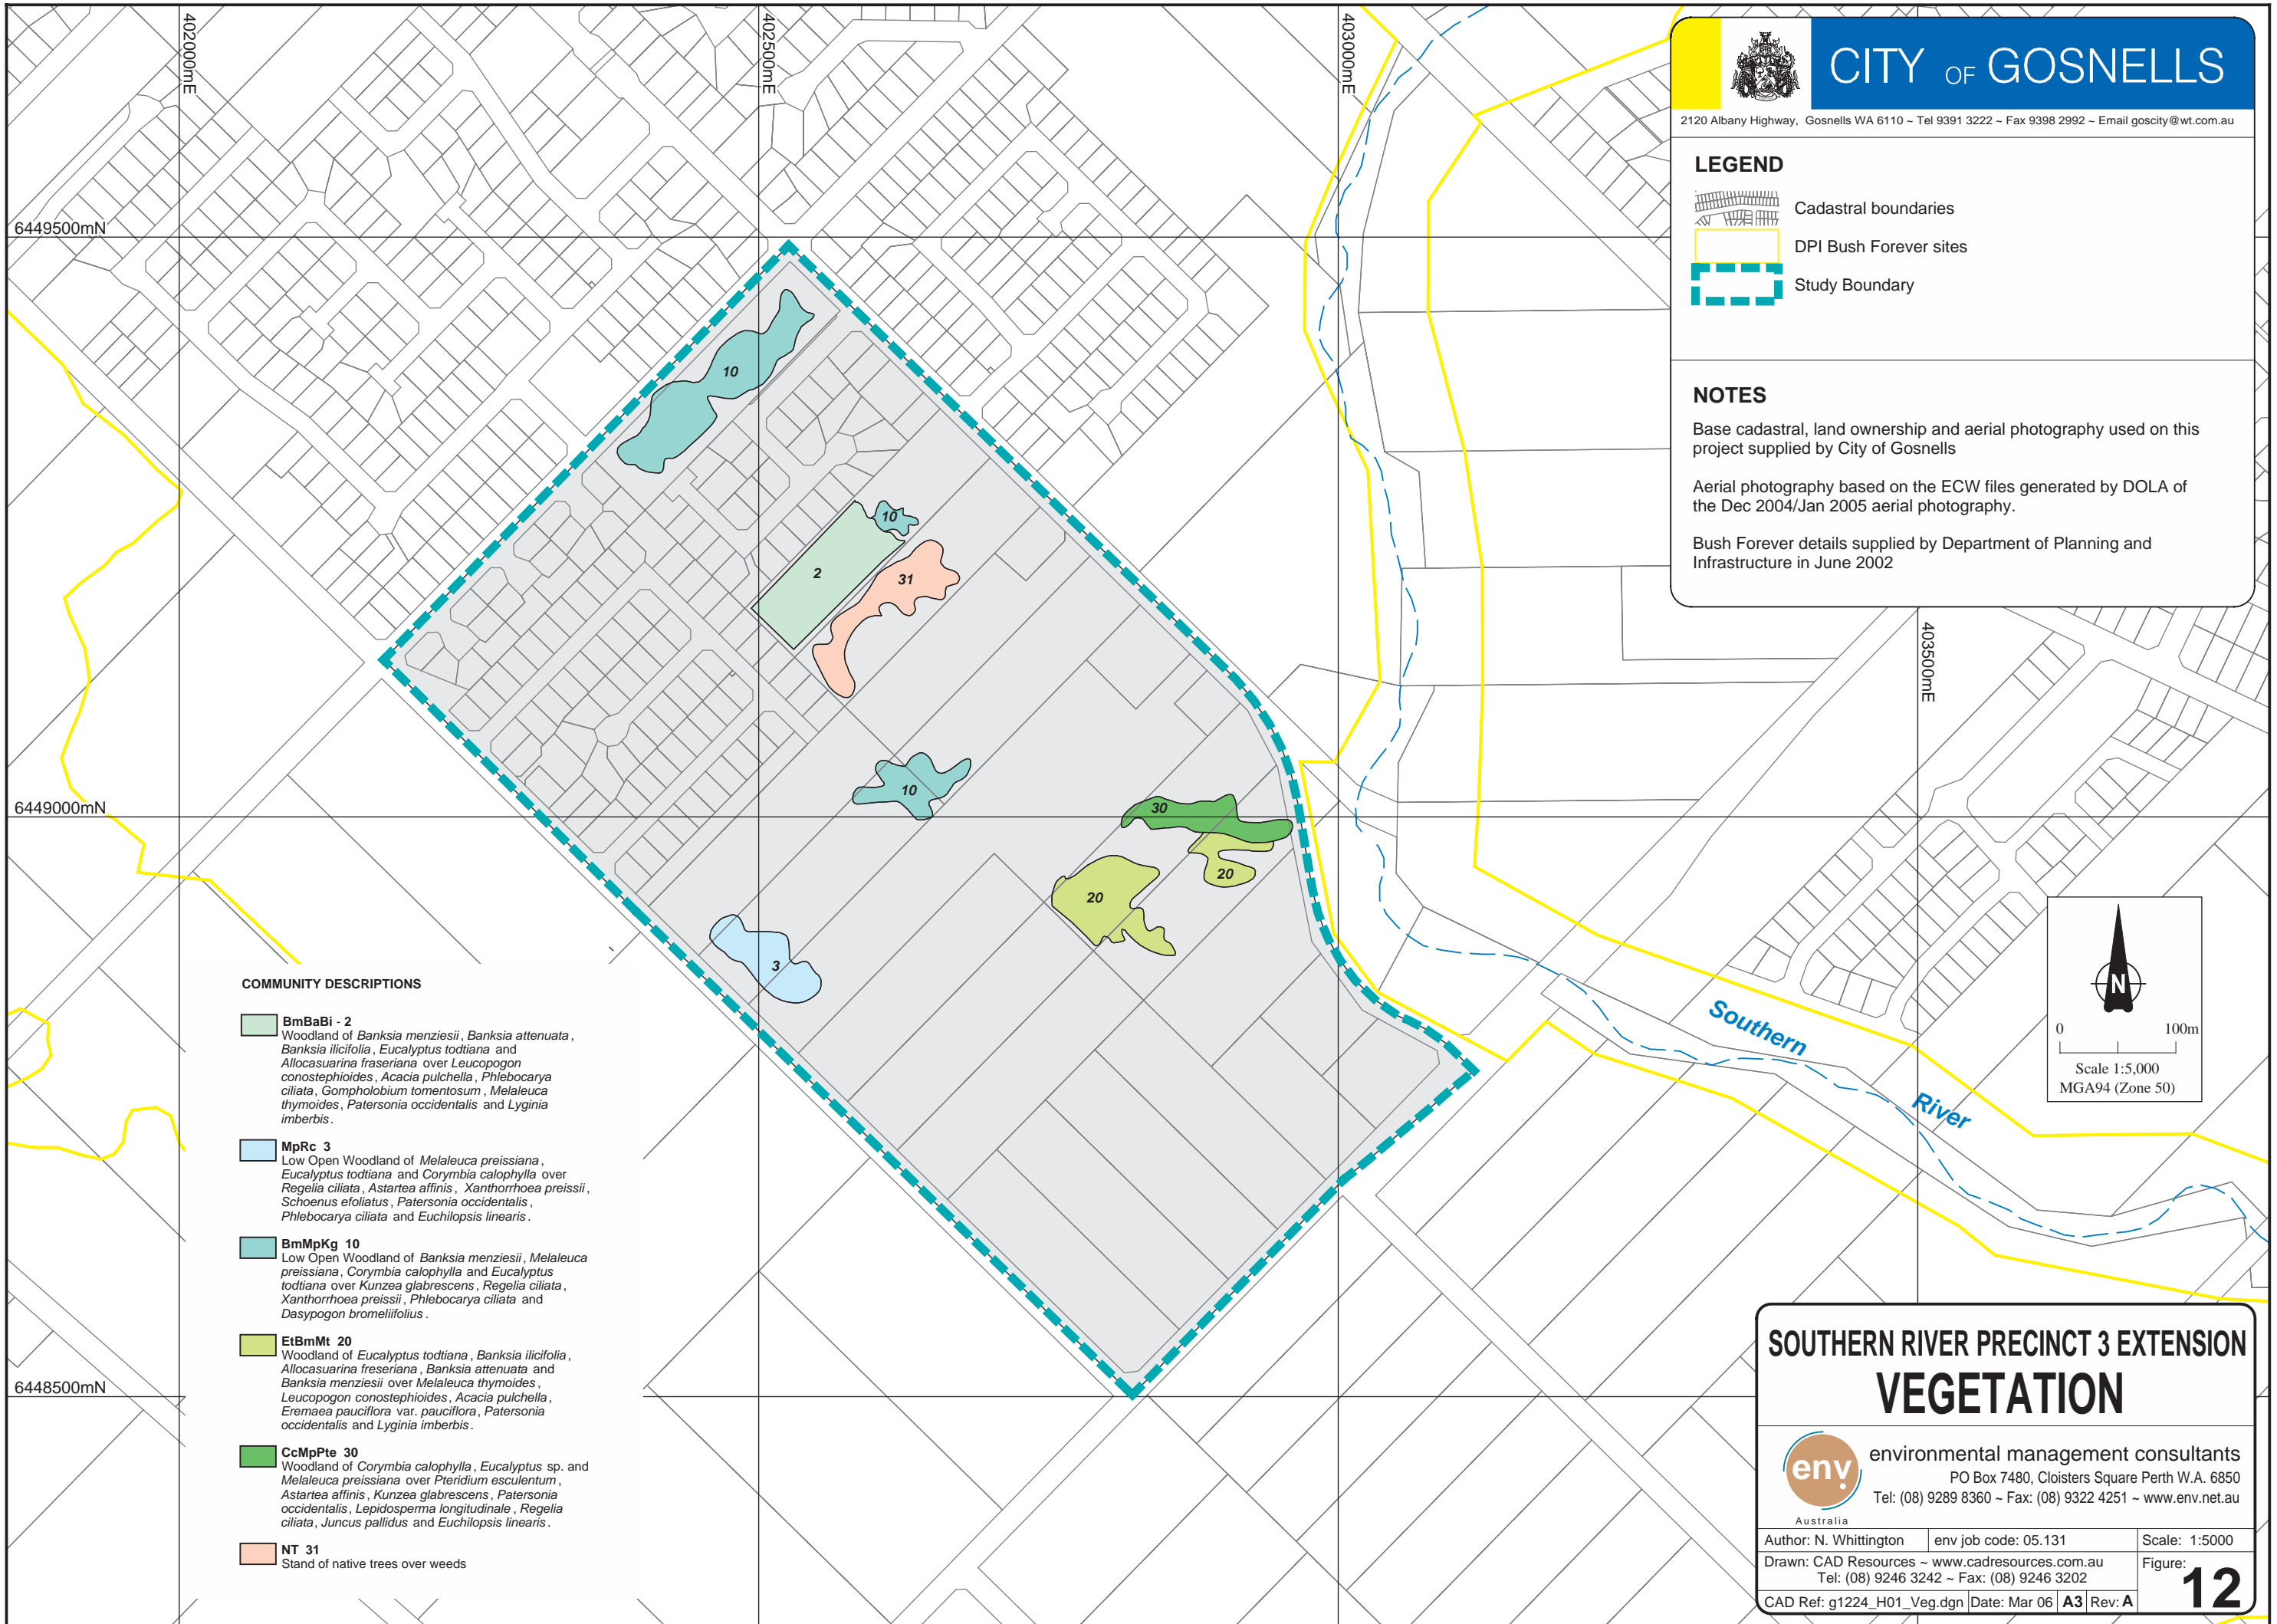 402000mE
402500mE
403000mE
403500mE
6449500mN
6449000mN
6448500mN
CITY OF GOSNELLS
2120 Albany Highway, Gosnells WA 6110 ~ Tel 9391 3222 ~ Fax 9398 2992 ~ Email goscity@wt.com.au
LEGEND
Cadastral boundaries
DPI Bush Forever sites
Study Boundary
NOTES
Base cadastral, land ownership and aerial photography used on this
project supplied by City of Gosnells
Aerial photography based on the ECW files generated by DOLA of
the Dec 2004/Jan 2005 aerial photography.
Bush Forever details supplied by Department of Planning and
Infrastructure in June 2002
10
10
2
31
10
30
20
20
3
Southern
River
N
0 100m
Scale 1:5,000
MGA94 (Zone 50)
COMMUNITY DESCRIPTIONS
BmBaBi - 2
Woodland of Banksia menziesii, Banksia attenuata,
Banksia ilicifolia, Eucalyptus todtiana and
Allocasuarina fraseriana over Leucopogon
conostephioides, Acacia pulchella, Phlebocarya
ciliata, Gompholobium tomentosum, Melaleuca
thymoides, Patersonia occidentalis and Lyginia
imberbis.
MpRc 3
Low Open Woodland of Melaleuca preissiana,
Eucalyptus todtiana and Corymbia calophylla over
Regelia ciliata, Astartea affinis, Xanthorrhoea preissii,
Schoenus efoliatus, Patersonia occidentalis,
Phlebocarya ciliata and Euchilopsis linearis.
BmMpKg 10
Low Open Woodland of Banksia menziesii, Melaleuca
preissiana, Corymbia calophylla and Eucalyptus
todtiana over Kunzea glabrescens, Regelia ciliata,
Xanthorrhoea preissii, Phlebocarya ciliata and
Dasypogon bromeliifolius.
EtBmMt 20
Woodland of Eucalyptus todtiana, Banksia ilicifolia,
Allocasuarina freseriana, Banksia attenuata and
Banksia menziesii over Melaleuca thymoides,
Leucopogon conostephioides, Acacia pulchella,
Eremaea pauciflora var. pauciflora, Patersonia
occidentalis and Lyginia imberbis.
CcMpPte 30
Woodland of Corymbia calophylla, Eucalyptus sp. and
Melaleuca preissiana over Pteridium esculentum,
Astartea affinis, Kunzea glabrescens, Patersonia
occidentalis, Lepidosperma longitudinale, Regelia
ciliata, Juncus pallidus and Euchilopsis linearis.
NT 31
Stand of native trees over weeds
SOUTHERN RIVER PRECINCT 3 EXTENSION
VEGETATION
env
Australia
environmental management consultants
PO Box 7480, Cloisters Square Perth W.A. 6850
Tel: (08) 9289 8360 ~ Fax: (08) 9322 4251 ~ www.env.net.au
Author: N. Whittington env job code: 05.131 Scale: 1:5000
Drawn: CAD Resources ~ www.cadresources.com.au
Tel: (08) 9246 3242 ~ Fax: (08) 9246 3202
Figure: 12
CAD Ref: g1224_H01_Veg.dgn Date: Mar 06 A3 Rev: A